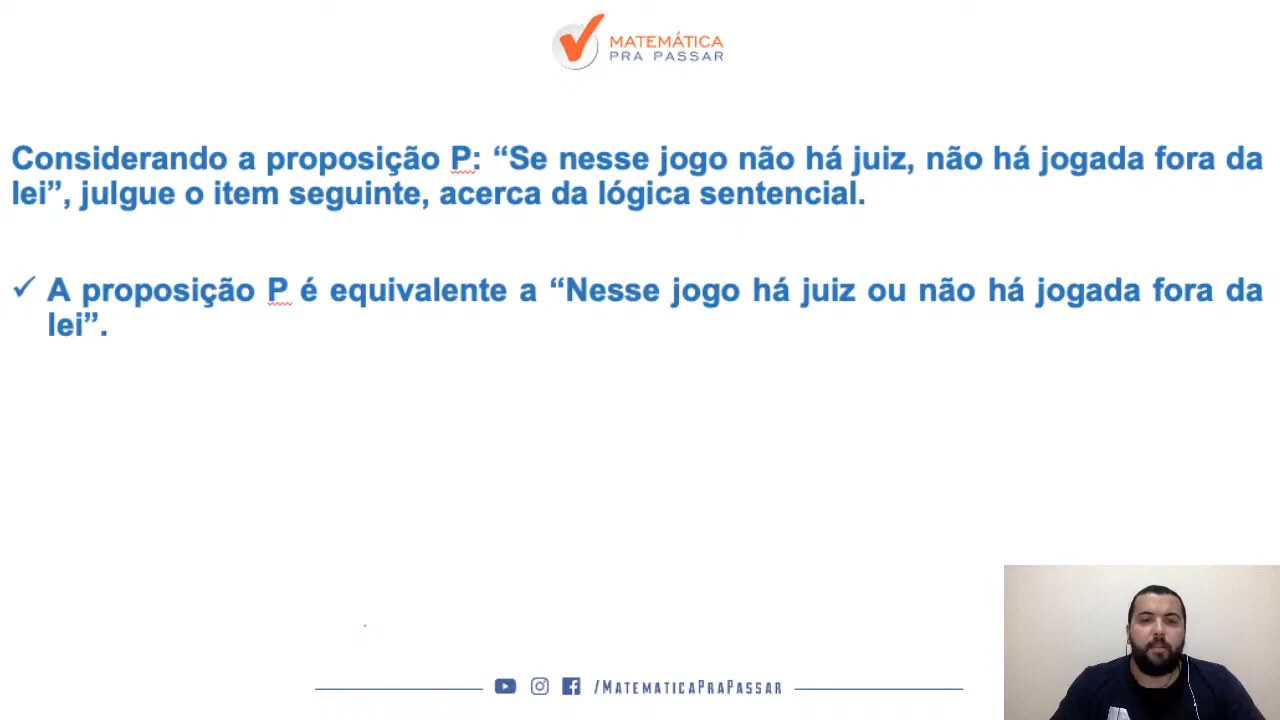 MATEMÁTICA
PRA PASSAR
Considerando a proposição P: “Se nesse jogo não há juiz, não há jogada fora da
lei”, julgue o item seguinte, acerca da lógica sentencial.
✓ A proposição P é equivalente a “Nesse jogo há juiz ou não há jogada fora da
lei”.
/MATEMATICAPRAPASSAR